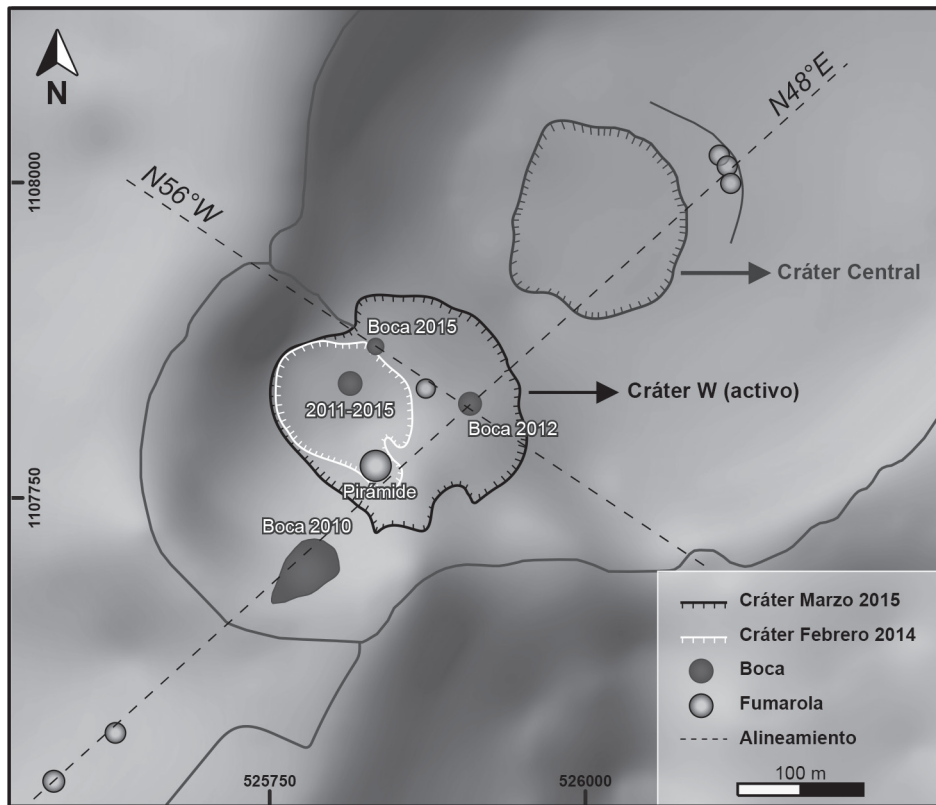 N
N48°E
1108000
N56°W
Cráter Central
Boca 2015
Cráter W (activo)
2011-2015
Boca 2012
Pirámide
1107750
Boca 2010
Cráter Marzo 2015
Cráter Febrero 2014
Boca
Fumarola
Alineamiento
525750
526000
100 m